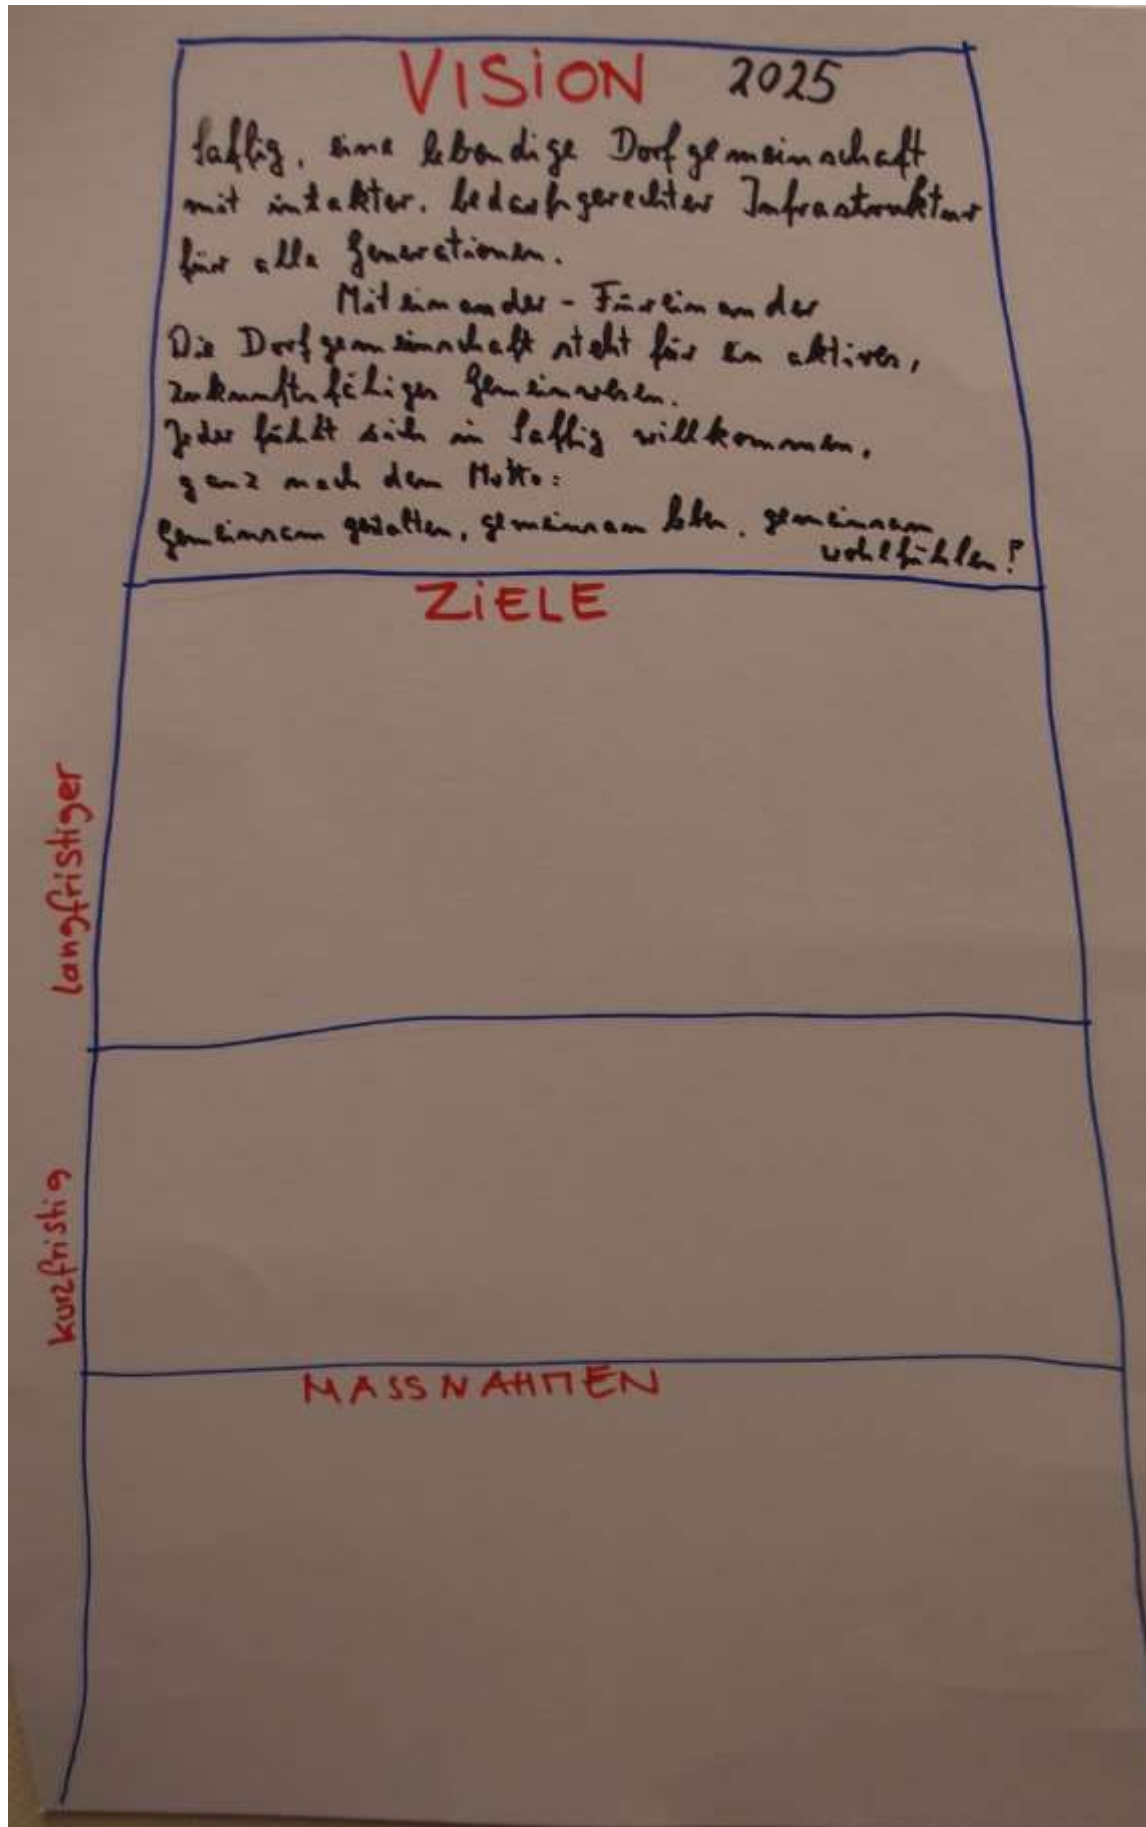 VISION 2025
Saffig, eine lebendige Dorfgemeinschaft
mit intakter, bedarfsgerechter Infrastruktur
für alle Generationen.
Miteinander - Füreinander
Die Dorfgemeinschaft steht für ein aktives,
zukunftsfähiges Gemeinwesen.
Jeder fühlt sich in Saffig willkommen,
ganz nach dem Motto:
Gemeinsam gestalten, gemeinsam leben, gemeinsam
wohlfühlen!
ZIELE
langfristiger
kurzfristig
MASSNAHMEN